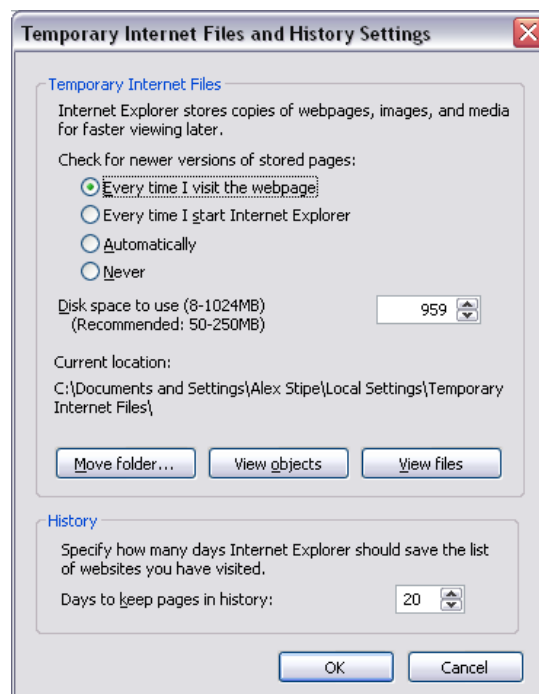 Temporary Internet Files and History Settings
Temporary Internet Files
Internet Explorer stores copies of webpages, images, and media
for faster viewing later.
Check for newer versions of stored pages:
Every time I visit the webpage
Every time I start Internet Explorer
Automatically
Never
Disk space to use (8-1024MB)
959
(Recommended: 50-250MB)
Current location:
C:\Documents and Settings\Alex Stipe\Local Settings\Temporary
Internet Files\
Move folder... View objects View files
History
Specify how many days Internet Explorer should save the list
of websites you have visited.
Days to keep pages in history: 20
OK Cancel